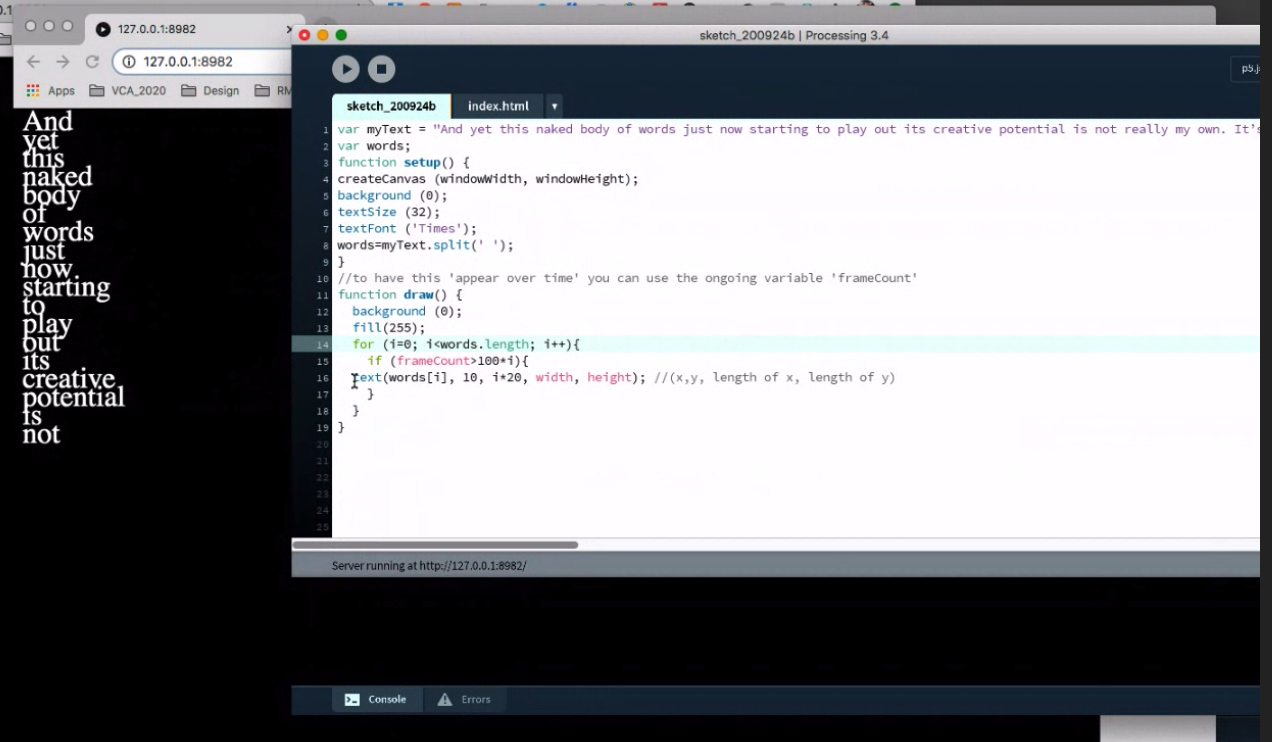 127.0.0.1:8982
127.0.0.1:8982
Apps VCA_2020 Design
sketch_200924b | Processing 3.4
sketch_200924b index.html
1 var myText = "And yet this naked body of words just now starting to play out its creative potential is not really my own. It's
2 var words;
3 function setup() {
4 createCanvas (windowWidth, windowHeight);
5 background (0);
6 textSize (32);
7 textFont ('Times');
8 words=myText.split(' ');
9 }
10 //to have this 'appear over time' you can use the ongoing variable 'frameCount'
11 function draw() {
12 background (0);
13 fill(255);
14 for (i=0; i<words.length; i++){
15 if (frameCount>100*i){
16 text(words[i], 10, i*20, width, height); //(x,y, length of x, length of y)
17 }
18 }
19 }
20
21
22
23
24
25
Server running at http://127.0.0.1:8982/
Console Errors
And
yet
this
naked
body
of
words
just
now
starting
to
play
out
its
creative
potential
is
not